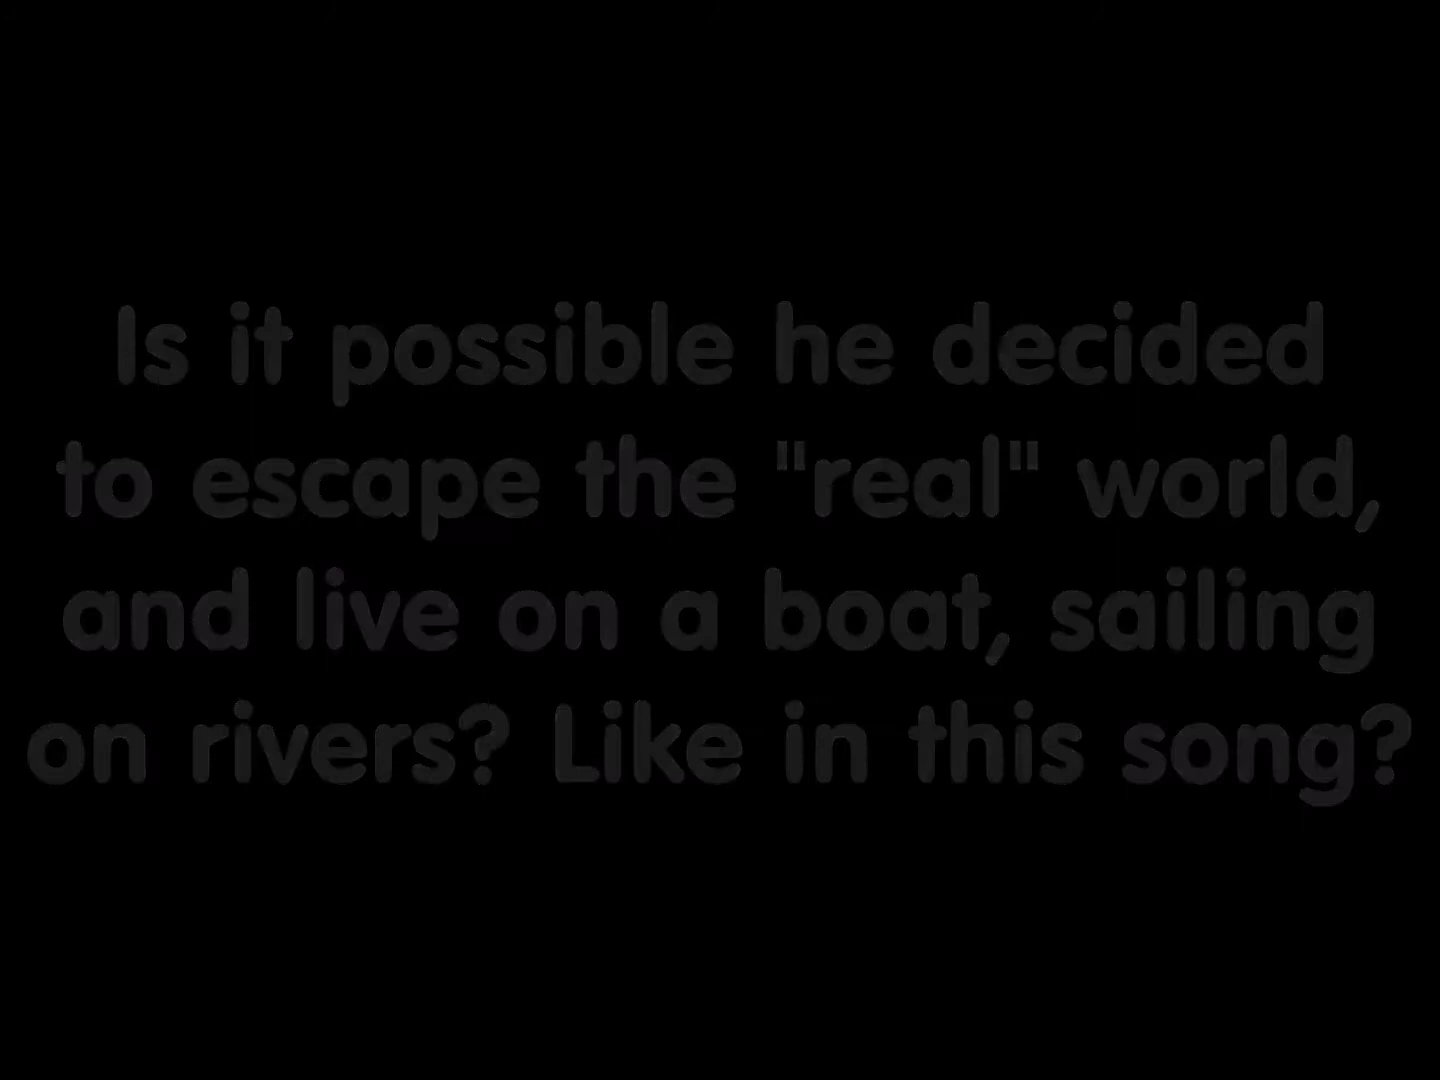 Is it possible he decided
to escape the "real" world,
and live on a boat, sailing
on rivers? Like in this song?